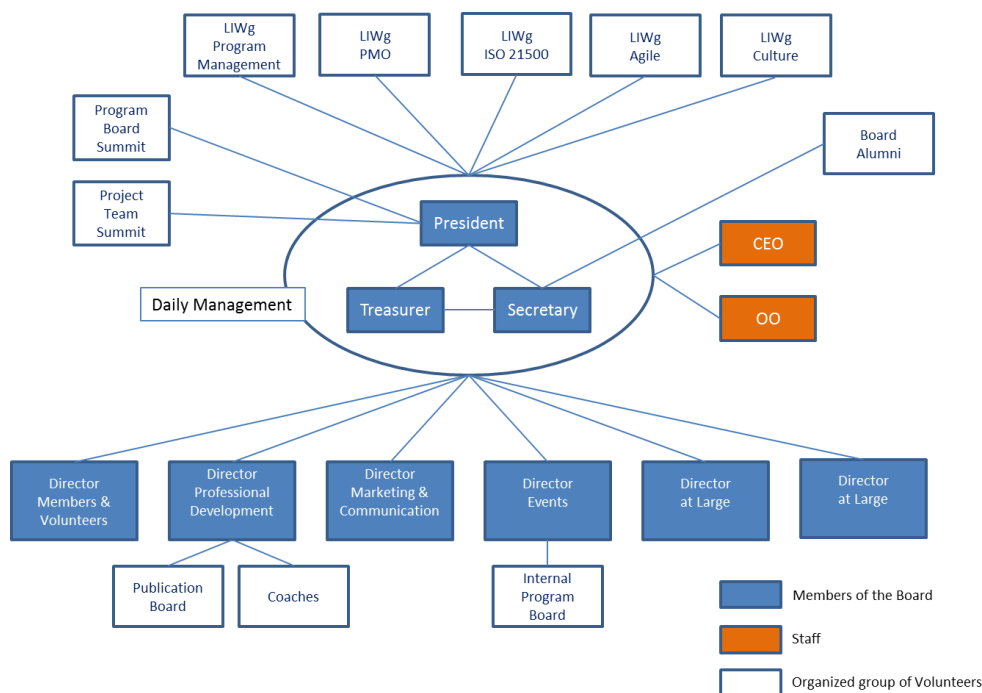 LIWg
Program
Management
LIWg
PMO
LIWg
ISO 21500
LIWg
Agile
LIWg
Culture
Program
Board
Summit
Board
Alumni
Project
Team
Summit
President
CEO
Daily Management
Treasurer
Secretary
OO
Director
Members &
Volunteers
Director
Professional
Development
Director
Marketing &
Communication
Director
Events
Director
at Large
Director
at Large
Publication
Board
Coaches
Internal
Program
Board
Members of the Board
Staff
Organized group of Volunteers